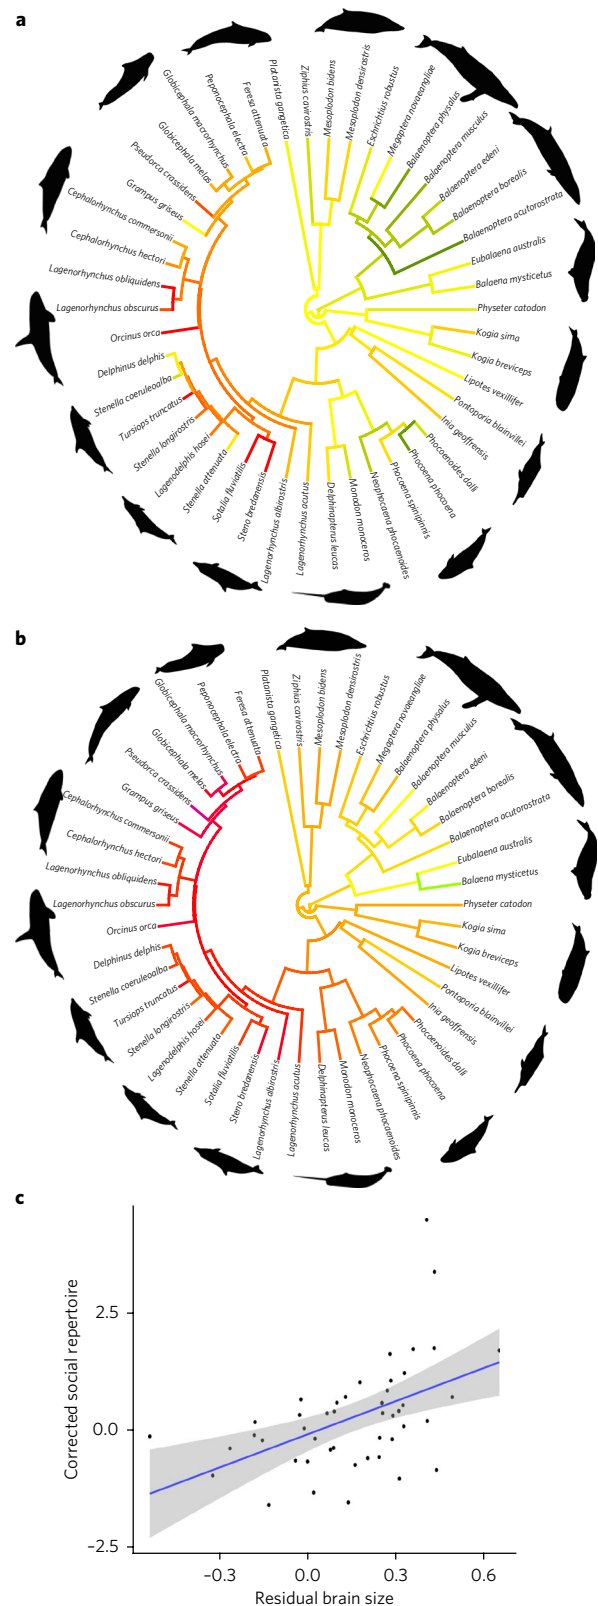 a
Platanista gangetica
Ziphius cavirostris
Mesoplodon bidens
Mesoplodon densirostris
Eschrichtius robustus
Megaptera novaeangliae
Balaenoptera physalus
Balaenoptera musculus
Balaenoptera edeni
Balaenoptera borealis
Balaenoptera acutorostrata
Eubalaena australis
Balaena mysticetus
Physeter catodon
Kogia sima
Kogia breviceps
Lipotes vexillifer
Pontoporia blainvillei
Inia geoffrensis
Phocoenoides dalli
Phocoena phocoena
Phocoena spinipinnis
Neophocaena phocaenoides
Monodon monoceros
Delphinapterus leucas
Lagenorhynchus acutus
Lagenorhynchus albirostris
Steno bredanensis
Sotalia fluviatilis
Stenella attenuata
Lagenodelphis hosei
Stenella longirostris
Tursiops truncatus
Stenella coeruleoalba
Delphinus delphis
Orcinus orca
Lagenorhynchus obscurus
Lagenorhynchus obliquidens
Cephalorhynchus hectori
Cephalorhynchus commersonii
Grampus griseus
Pseudorca crassidens
Globicephala melas
Globicephala macrorhynchus
Peponocephala electra
Feresa attenuata
b
Platanista gangetica
Ziphius cavirostris
Mesoplodon bidens
Mesoplodon densirostris
Eschrichtius robustus
Megaptera novaeangliae
Balaenoptera physalus
Balaenoptera musculus
Balaenoptera edeni
Balaenoptera borealis
Balaenoptera acutorostrata
Eubalaena australis
Balaena mysticetus
Physeter catodon
Kogia sima
Kogia breviceps
Lipotes vexillifer
Pontoporia blainvillei
Inia geoffrensis
Phocoenoides dalli
Phocoena phocoena
Phocoena spinipinnis
Neophocaena phocaenoides
Monodon monoceros
Delphinapterus leucas
Lagenorhynchus acutus
Lagenorhynchus albirostris
Steno bredanensis
Sotalia fluviatilis
Stenella attenuata
Lagenodelphis hosei
Stenella longirostris
Tursiops truncatus
Stenella coeruleoalba
Delphinus delphis
Orcinus orca
Lagenorhynchus obscurus
Lagenorhynchus obliquidens
Cephalorhynchus hectori
Cephalorhynchus commersonii
Grampus griseus
Pseudorca crassidens
Globicephala melas
Globicephala macrorhynchus
Peponocephala electra
Feresa attenuata
c
Corrected social repertoire
2.5
0.0
−2.5
−0.3
0.0
0.3
0.6
Residual brain size